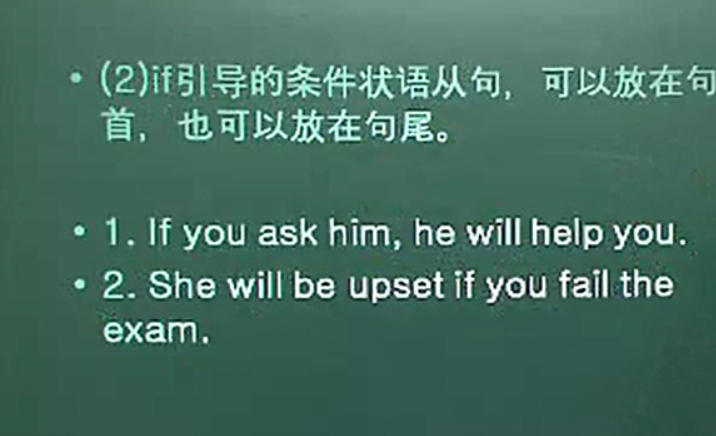 • (2)if引导的条件状语从句, 可以放在句
首, 也可以放在句尾。
• 1. If you ask him, he will help you.
• 2. She will be upset if you fail the
exam.